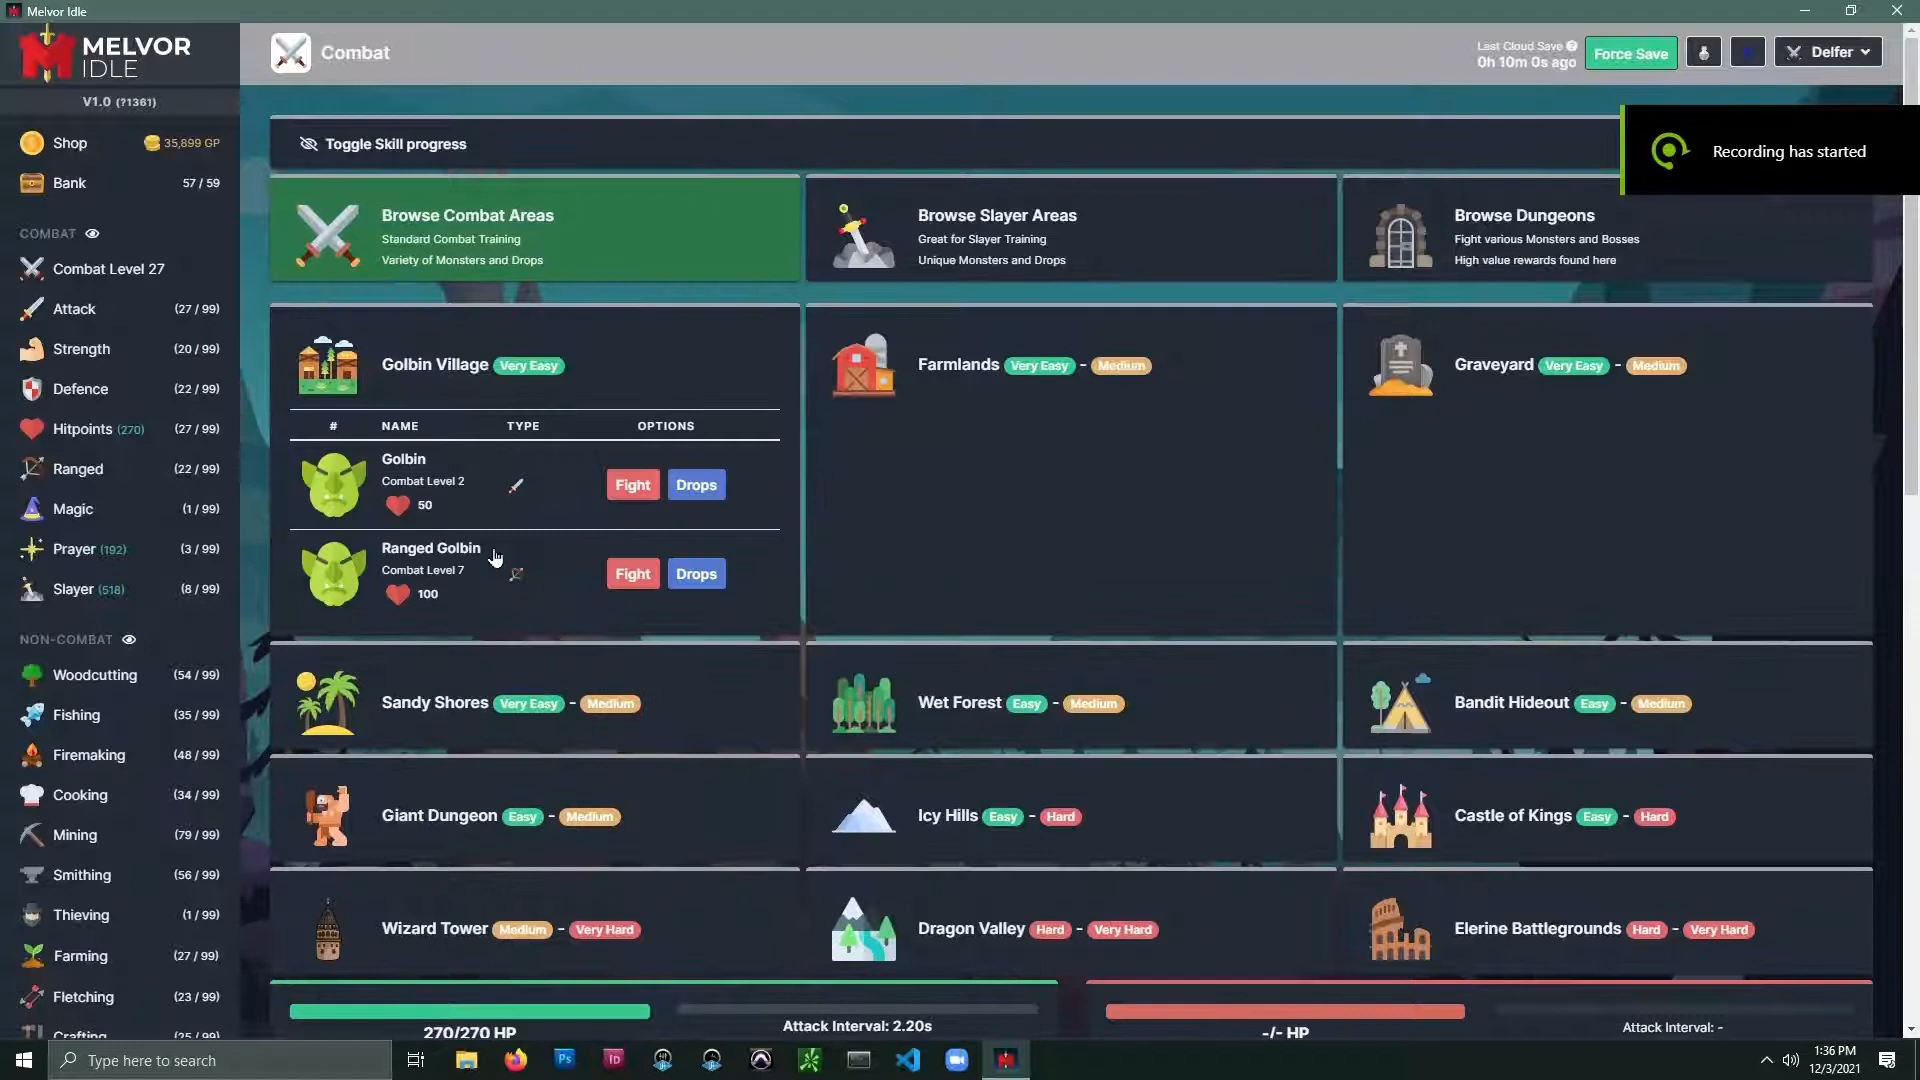 Melvor Idle
MELVOR
IDLE
V1.0 (?1361)
Shop 35,899 GP
Bank 57 / 59
COMBAT
Combat Level 27
Attack (27 / 99)
Strength (20 / 99)
Defence (22 / 99)
Hitpoints (270) (27 / 99)
Ranged (22 / 99)
Magic (1 / 99)
Prayer (192) (3 / 99)
Slayer (518) (8 / 99)
NON-COMBAT
Woodcutting (54 / 99)
Fishing (35 / 99)
Firemaking (48 / 99)
Cooking (34 / 99)
Mining (79 / 99)
Smithing (56 / 99)
Thieving (1 / 99)
Farming (27 / 99)
Fletching (23 / 99)
Crafting (25 / 99)
Combat
Last Cloud Save
0h 10m 0s ago
Force Save
Delfer
Recording has started
Toggle Skill progress
Browse Combat Areas
Standard Combat Training
Variety of Monsters and Drops
Browse Slayer Areas
Great for Slayer Training
Unique Monsters and Drops
Browse Dungeons
Fight various Monsters and Bosses
High value rewards found here
Golbin Village Very Easy
# NAME TYPE OPTIONS
Golbin
Combat Level 2
50
Fight Drops
Ranged Golbin
Combat Level 7
100
Fight Drops
Farmlands Very Easy - Medium
Graveyard Very Easy - Medium
Sandy Shores Very Easy - Medium
Wet Forest Easy - Medium
Bandit Hideout Easy - Medium
Giant Dungeon Easy - Medium
Icy Hills Easy - Hard
Castle of Kings Easy - Hard
Wizard Tower Medium - Very Hard
Dragon Valley Hard - Very Hard
Elerine Battlegrounds Hard - Very Hard
270/270 HP
Attack Interval: 2.20s
-/- HP
Attack Interval: -
Type here to search
Ps
ID
1:36 PM
12/3/2021